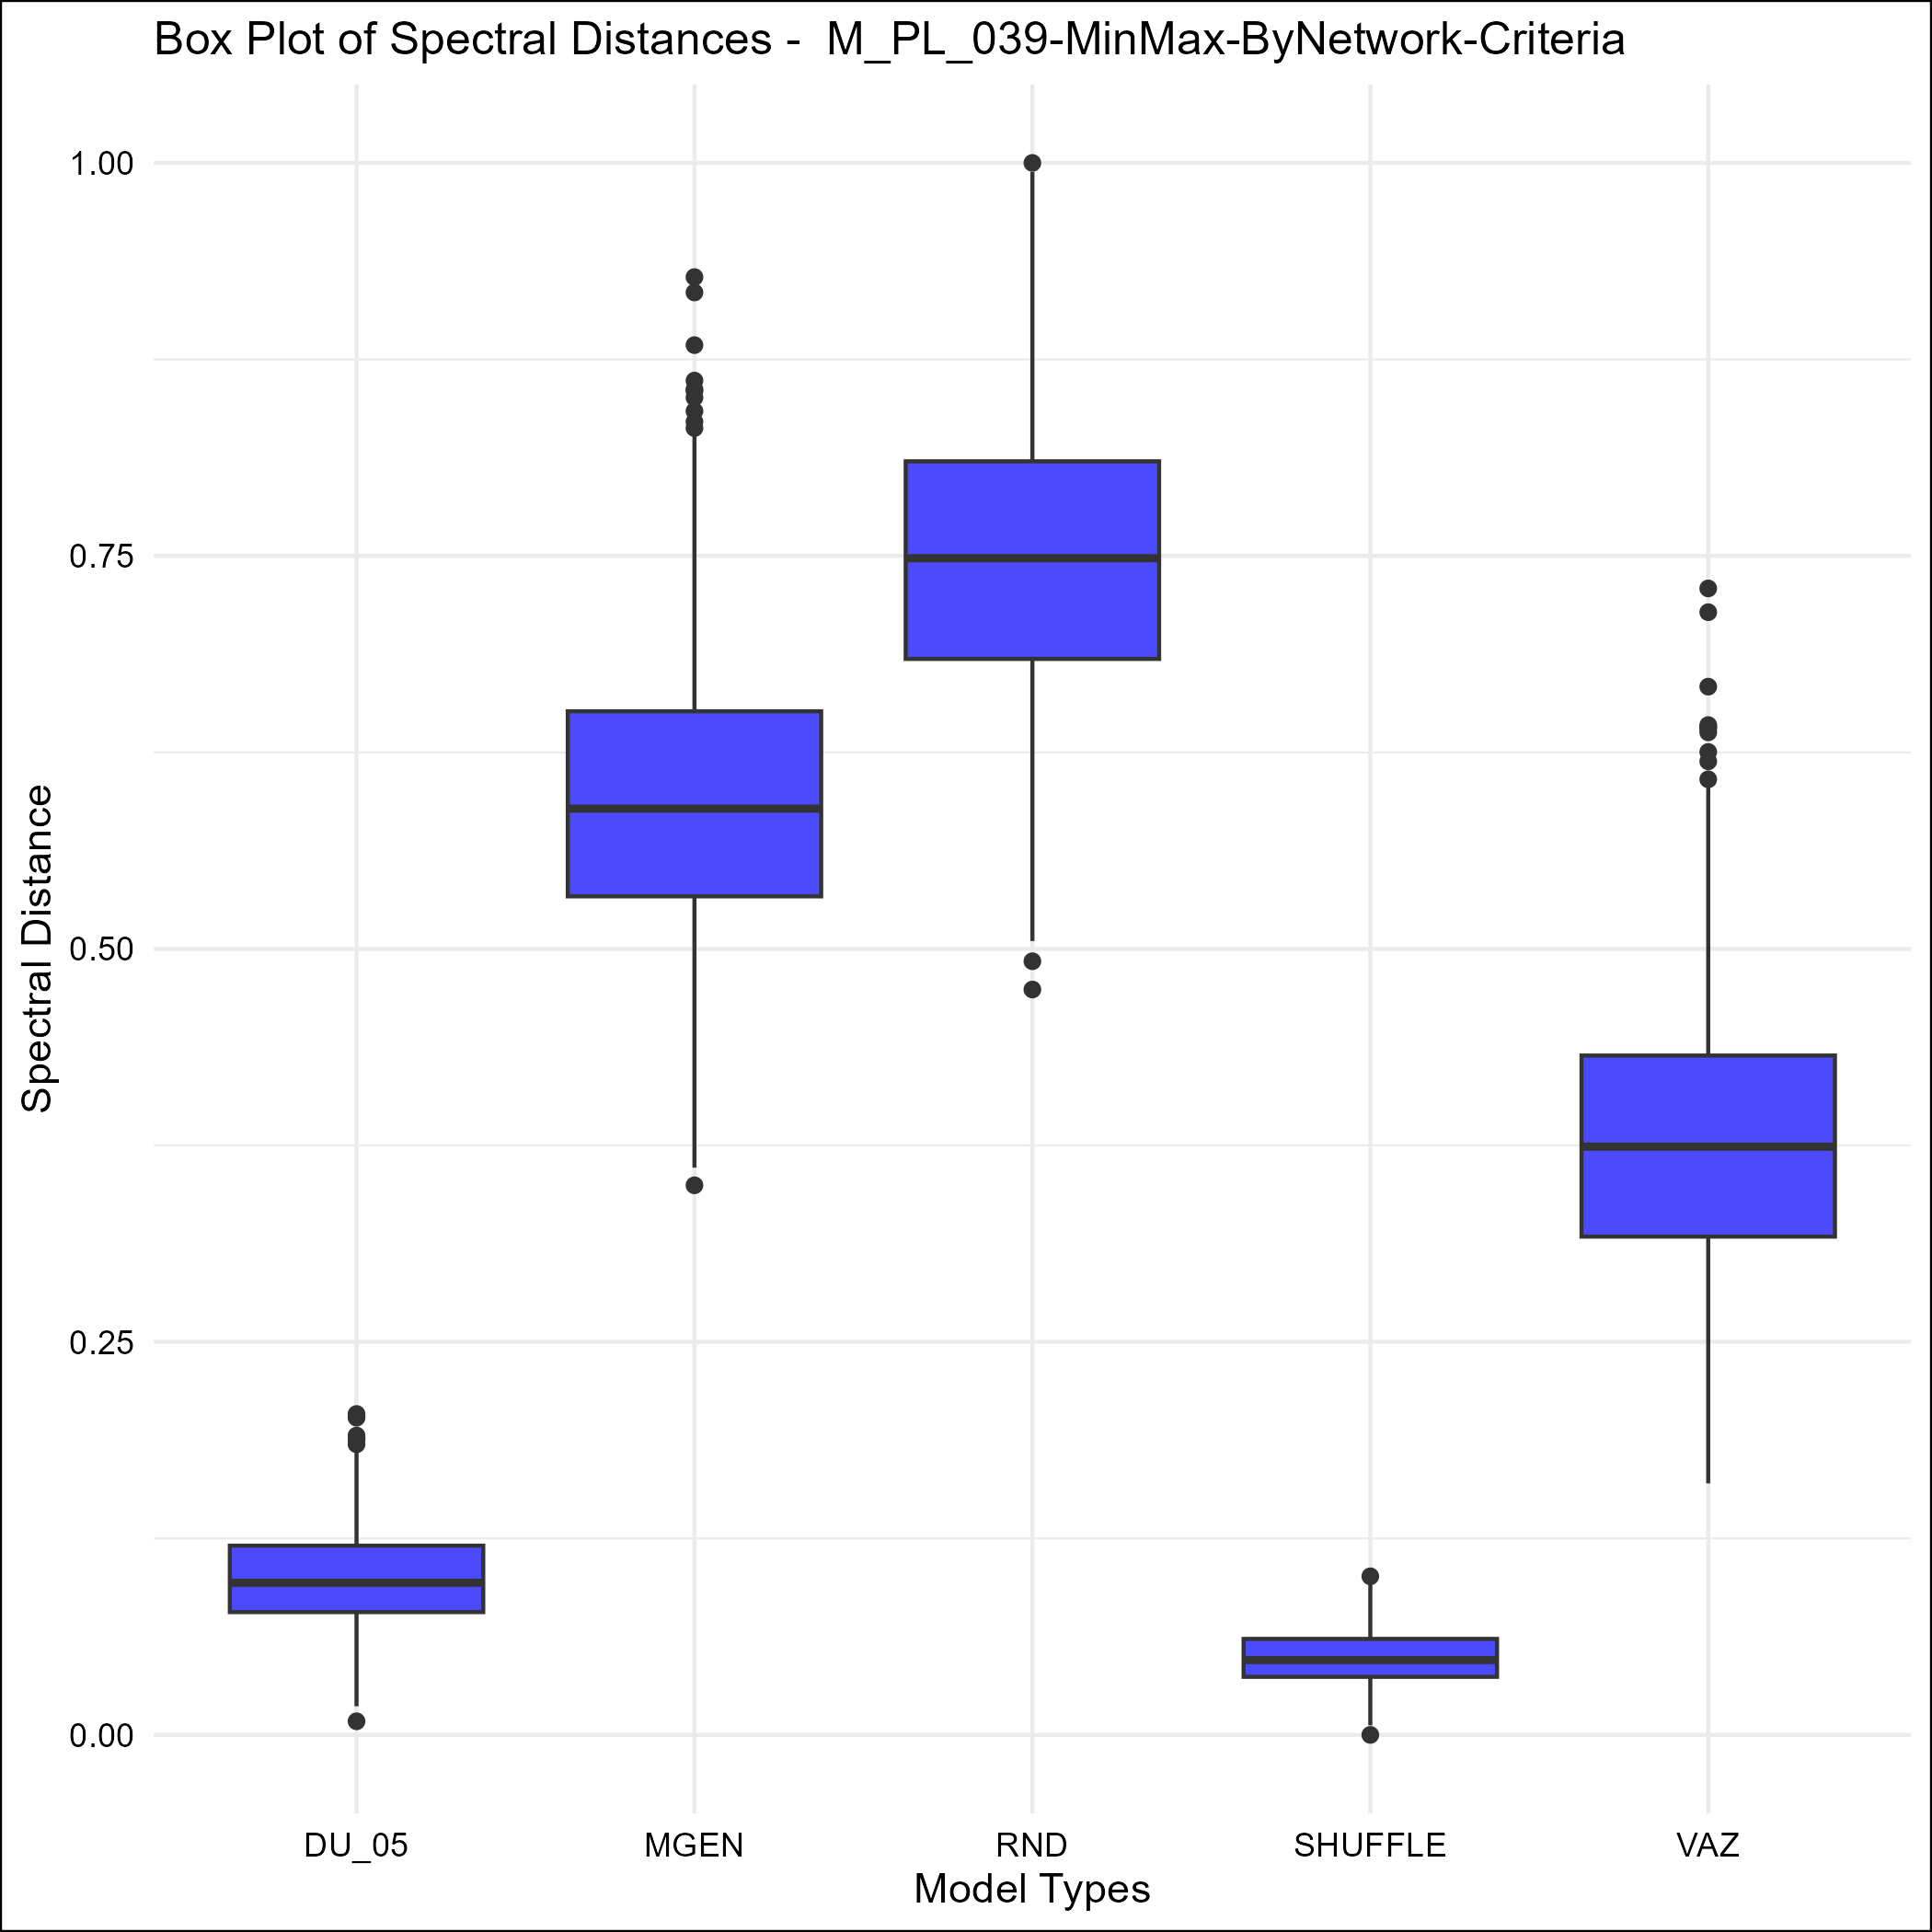 Box Plot of Spectral Distances -  M_PL_039-MinMax-ByNetwork-Criteria
Spectral Distance
1.00
0.75
0.50
0.25
0.00
DU_05 MGEN RND SHUFFLE VAZ
Model Types